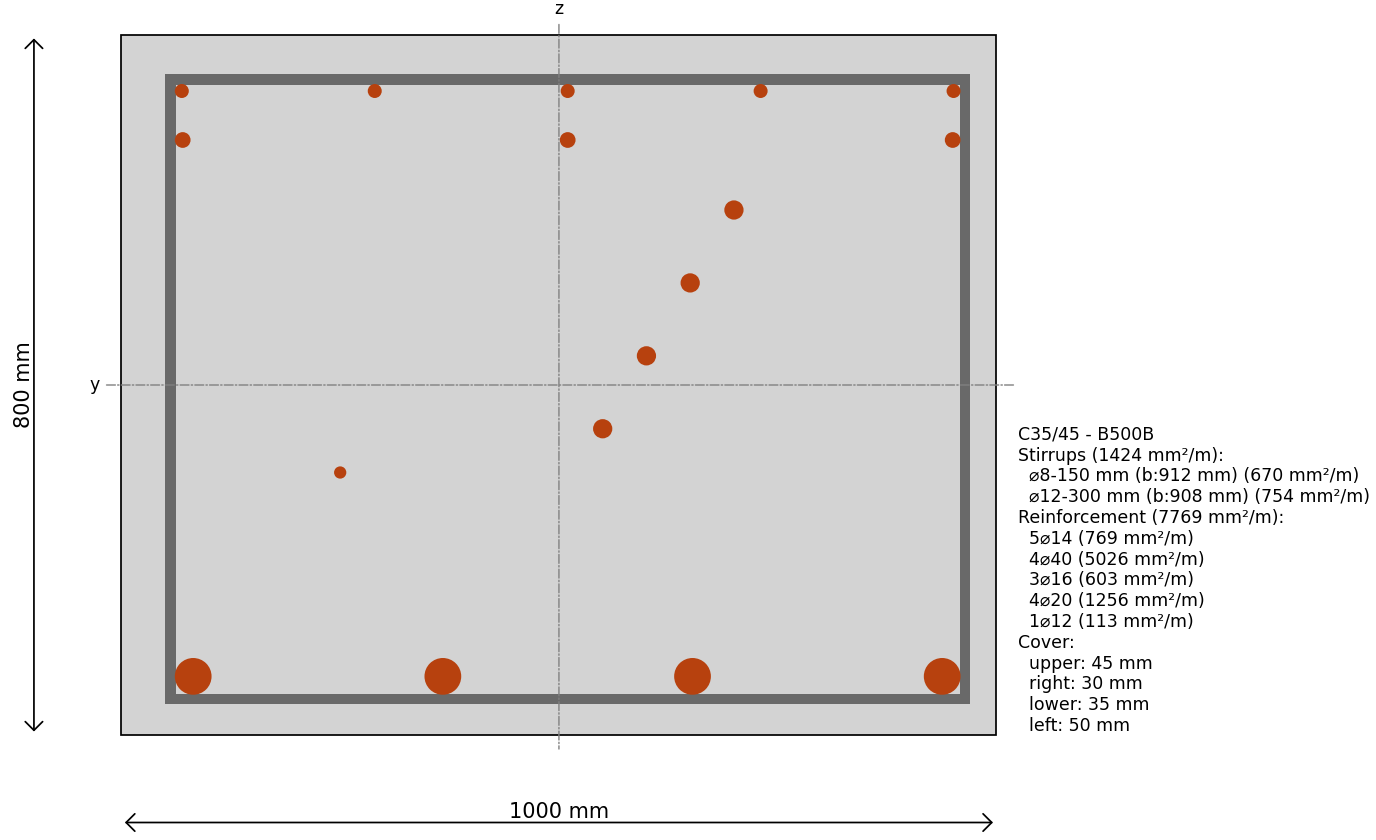 z
800 mm
y
C35/45 - B500B
Stirrups (1424 mm²/m):
⌀8-150 mm (b:912 mm) (670 mm²/m)
⌀12-300 mm (b:908 mm) (754 mm²/m)
Reinforcement (7769 mm²/m):
5⌀14 (769 mm²/m)
4⌀40 (5026 mm²/m)
3⌀16 (603 mm²/m)
4⌀20 (1256 mm²/m)
1⌀12 (113 mm²/m)
Cover:
upper: 45 mm
right: 30 mm
lower: 35 mm
left: 50 mm
1000 mm